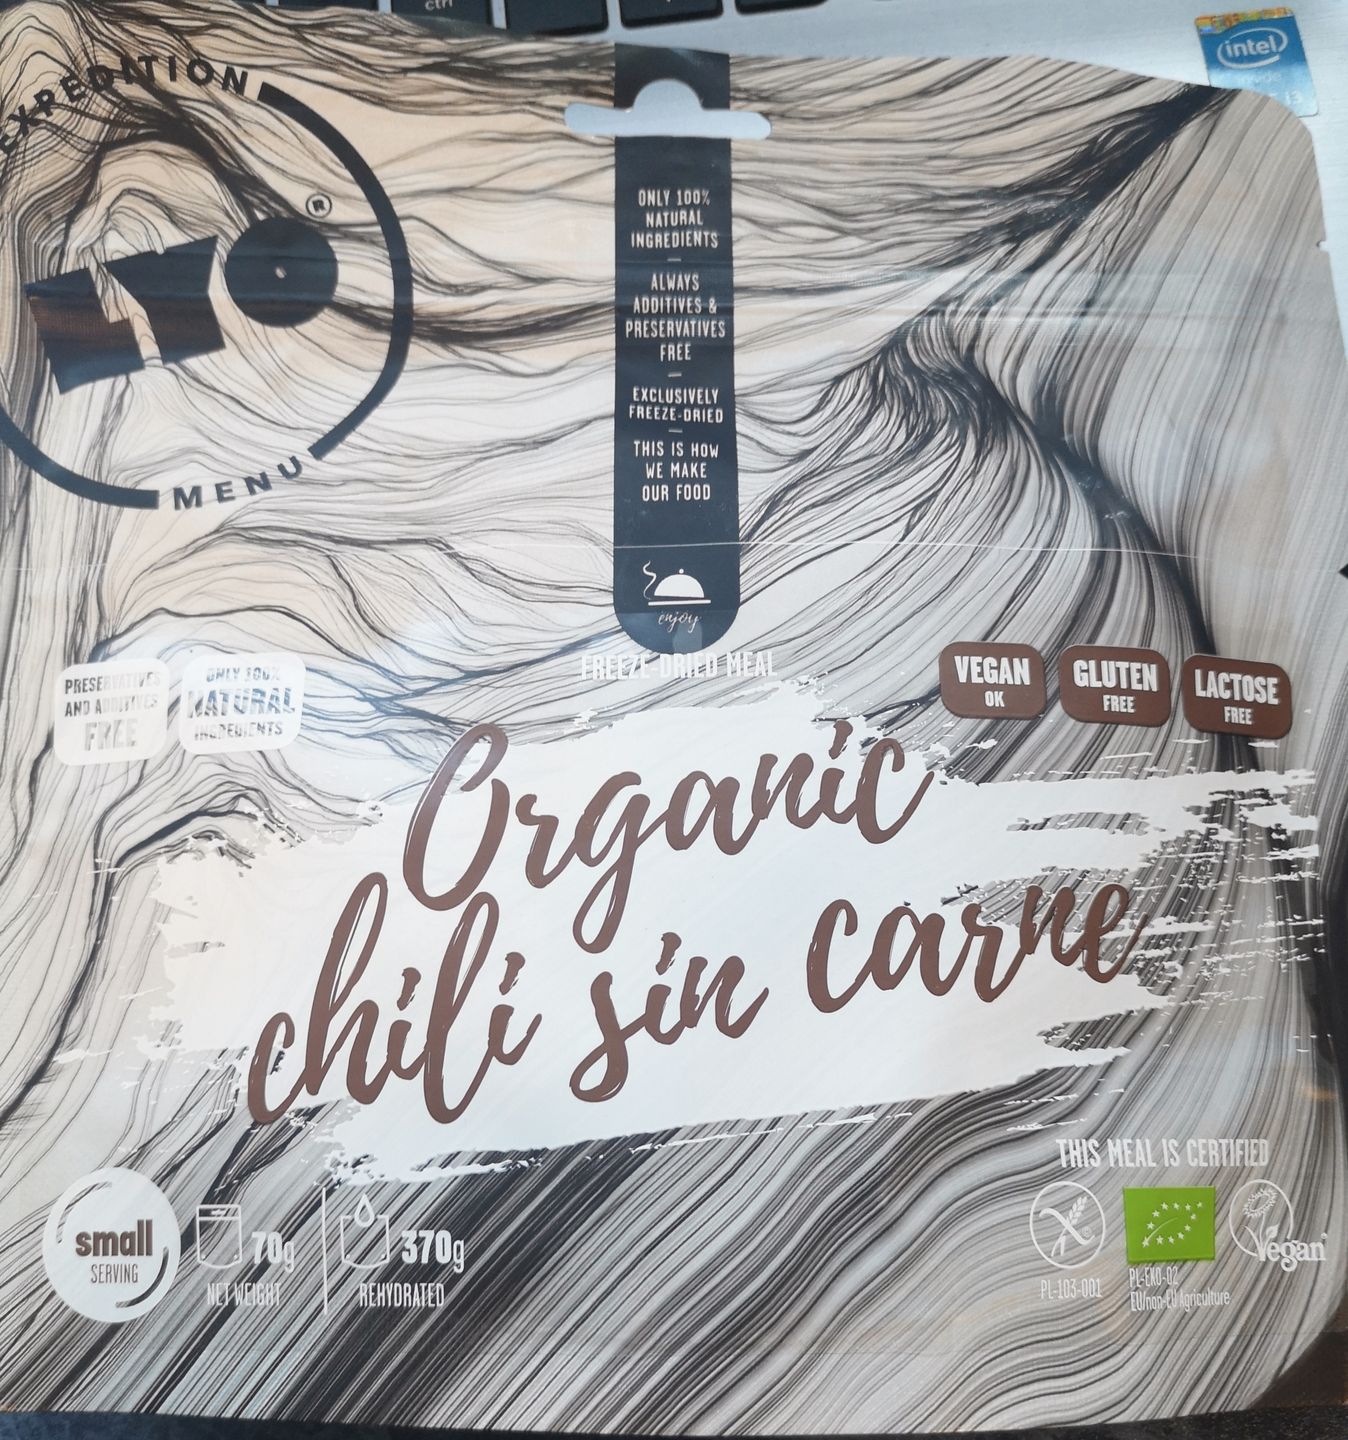 ctrl
intel
EXPEDITION
LYO
®
MENU
ONLY 100%
NATURAL
INGREDIENTS
ALWAYS
ADDITIVES &
PRESERVATIVES
FREE
EXCLUSIVELY
FREEZE-DRIED
THIS IS HOW
WE MAKE
OUR FOOD
enjoy
FREEZE-DRIED MEAL
PRESERVATIVES
AND ADDITIVES
FREE
ONLY 100%
NATURAL
INGREDIENTS
VEGAN
OK
GLUTEN
FREE
LACTOSE
FREE
Organic
chili sin carne
THIS MEAL IS CERTIFIED
small
SERVING
70g
NET WEIGHT
370g
REHYDRATED
PL-103-001
PL-EKO-02
EU/non-EU Agriculture
Vegan